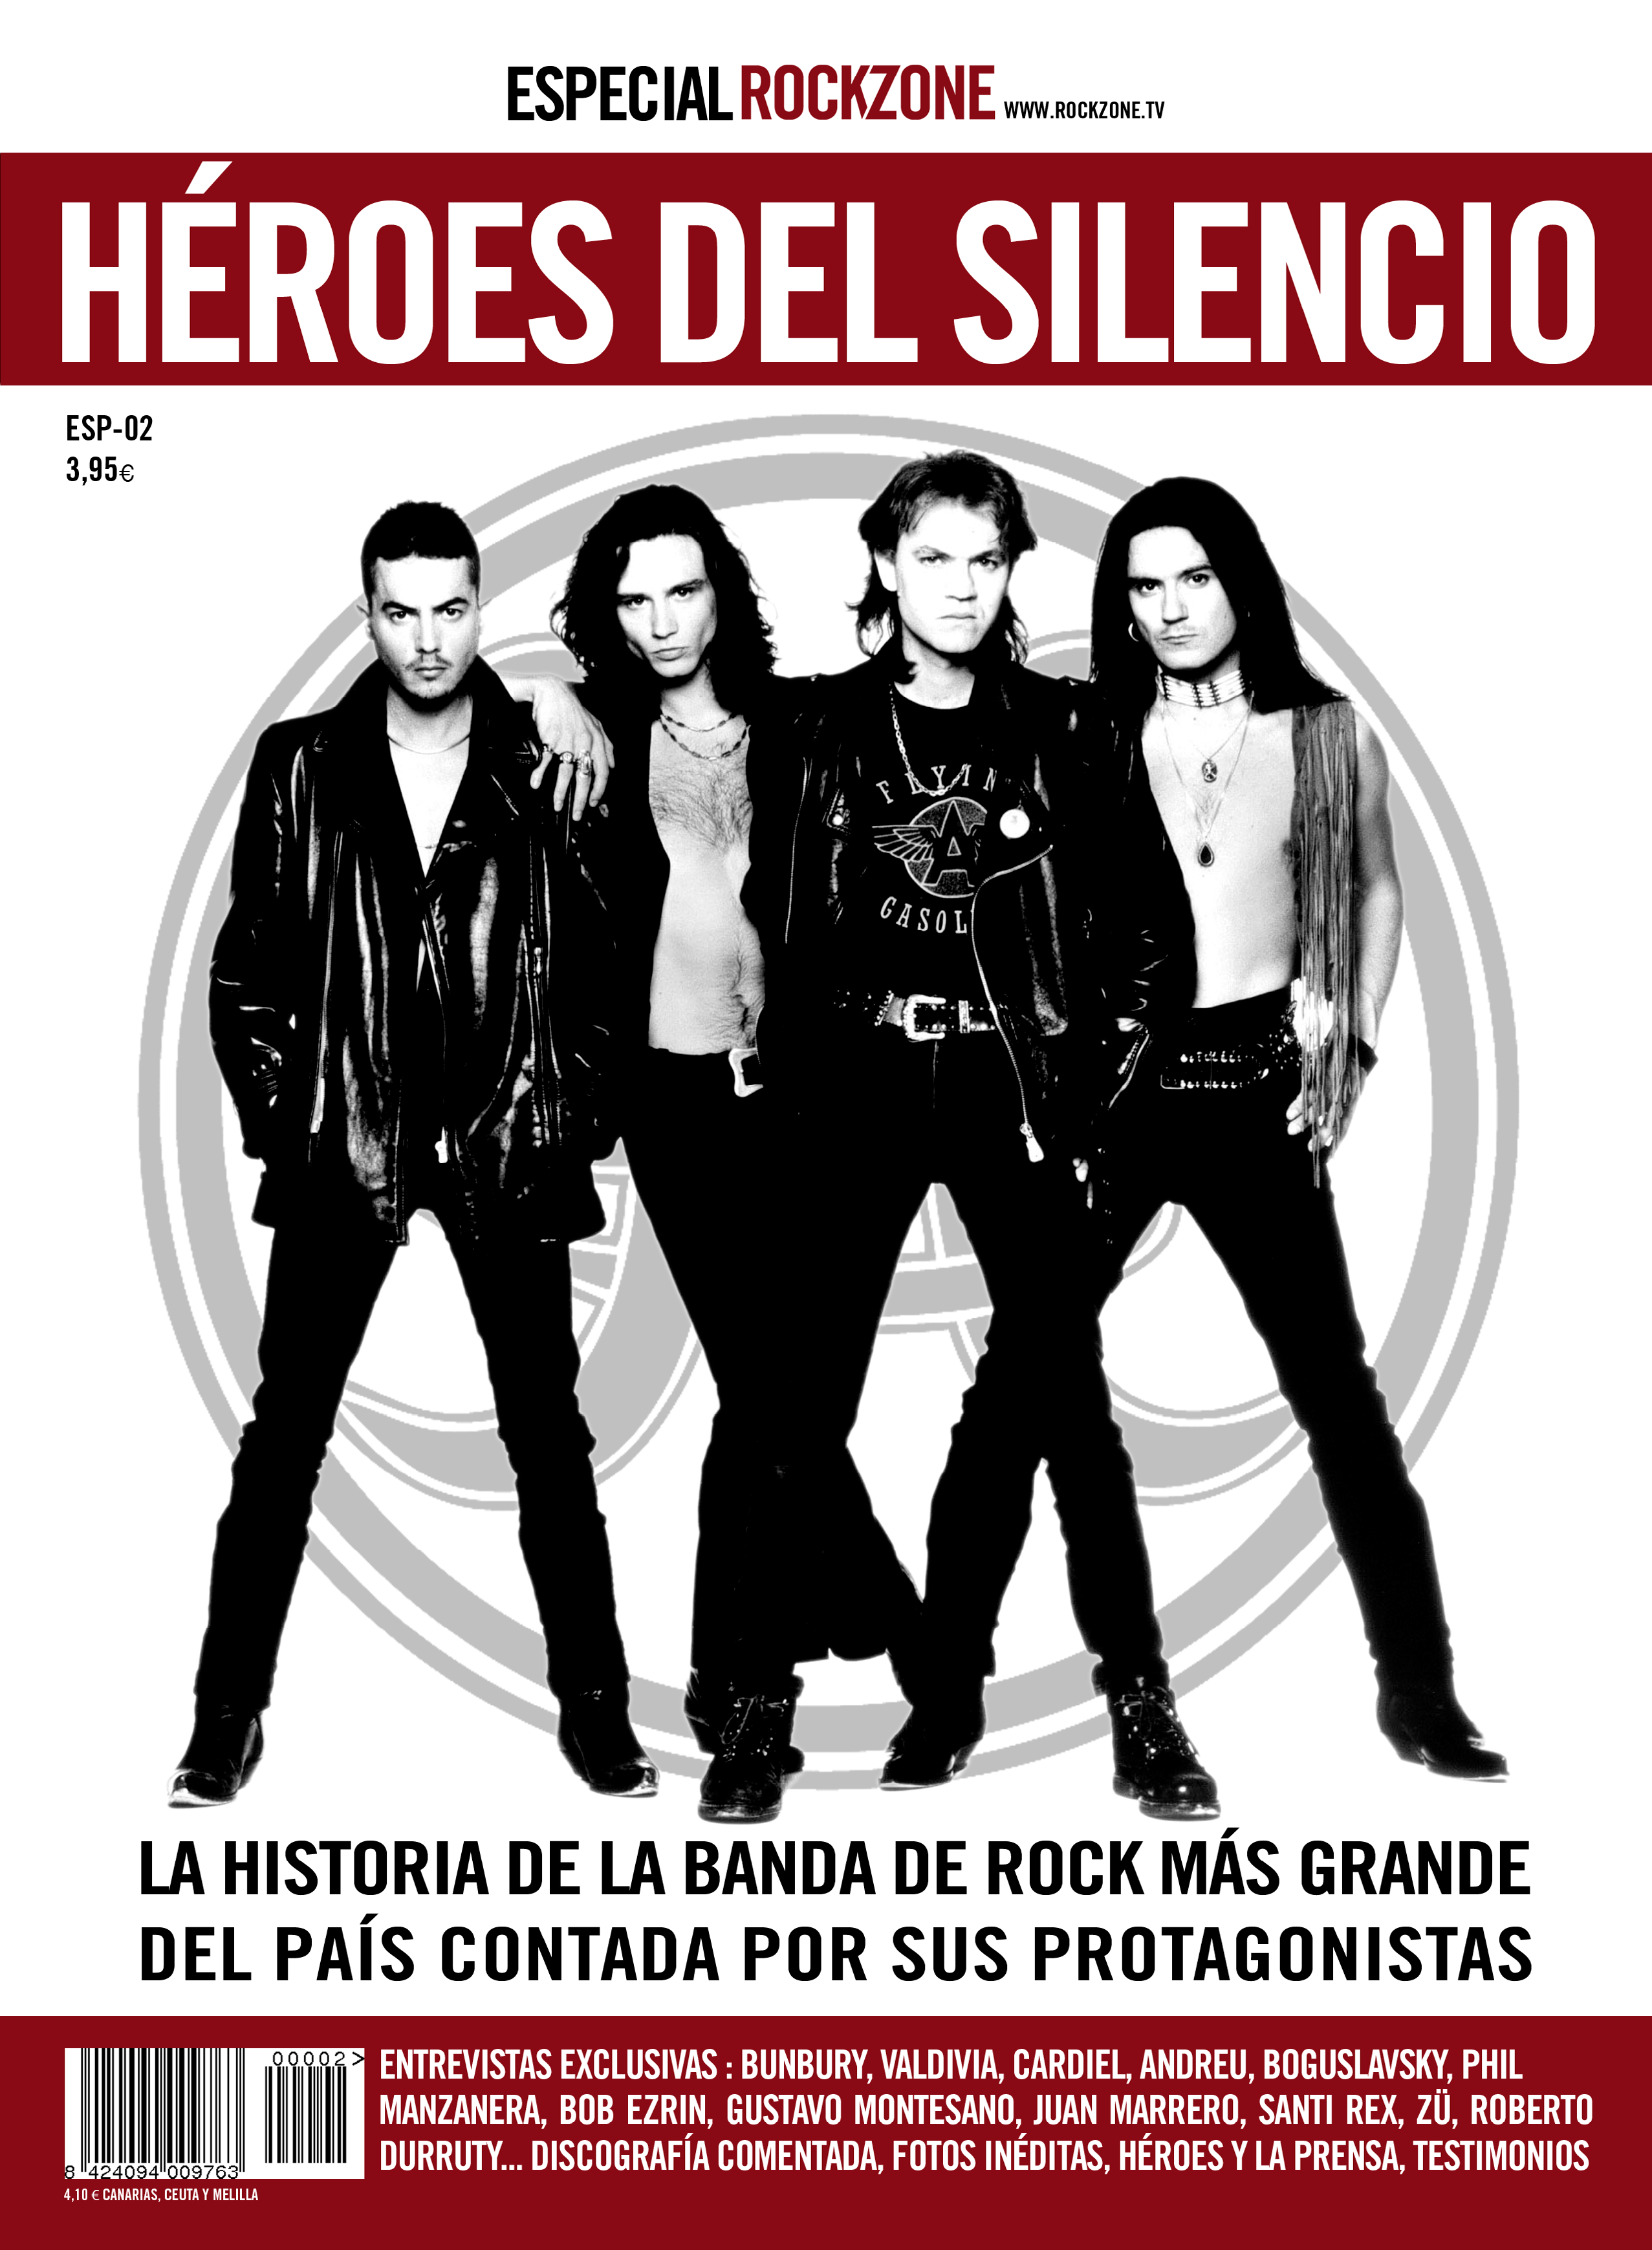 ESPECIAL ROCKZONE WWW.ROCKZONE.TV
HÉROES DEL SILENCIO
ESP-02
3,95€
FLYIN
A
GASOL
LA HISTORIA DE LA BANDA DE ROCK MÁS GRANDE
DEL PAÍS CONTADA POR SUS PROTAGONISTAS
00002>
8 424094 009763
4,10 € CANARIAS, CEUTA Y MELILLA
ENTREVISTAS EXCLUSIVAS : BUNBURY, VALDIVIA, CARDIEL, ANDREU, BOGUSLAVSKY, PHIL
MANZANERA, BOB EZRIN, GUSTAVO MONTESANO, JUAN MARRERO, SANTI REX, ZÜ, ROBERTO
DURRUTY... DISCOGRAFÍA COMENTADA, FOTOS INÉDITAS, HÉROES Y LA PRENSA, TESTIMONIOS